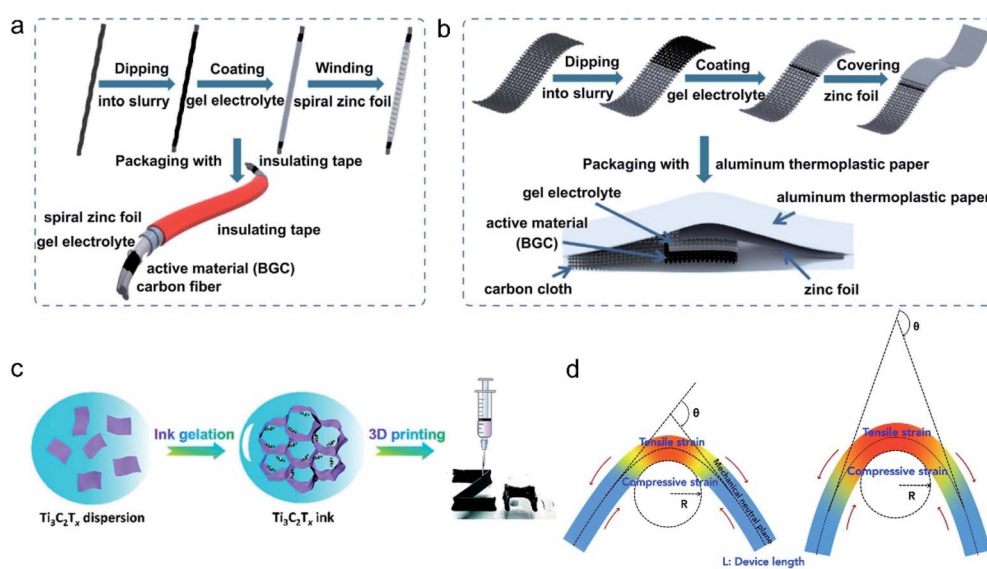 a
Dipping
into slurry
Coating
gel electrolyte
Winding
spiral zinc foil
Packaging with
insulating tape
spiral zinc foil
gel electrolyte
insulating tape
active material (BGC)
carbon fiber
b
Dipping
into slurry
Coating
gel electrolyte
Covering
zinc foil
Packaging with
aluminum thermoplastic paper
gel electrolyte
aluminum thermoplastic paper
active material
(BGC)
carbon cloth
zinc foil
c
Ink gelation
3D printing
Ti₃C₂Tₓ dispersion
Ti₃C₂Tₓ ink
Zn
d
θ
Tensile strain
Compressive strain
Mechanical neutral plane
R
θ
Tensile strain
Compressive strain
R
L: Device length